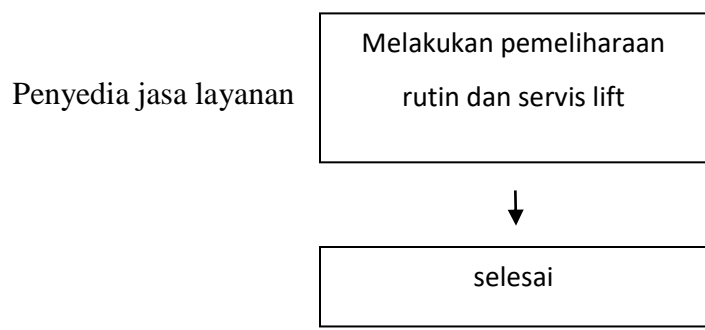 Melakukan pemeliharaan
Penyedia jasa layanan
rutin dan servis lift
selesai